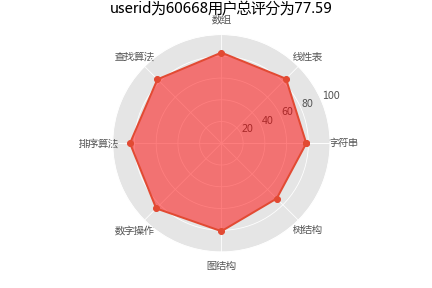 userid为60668用户总评分为77.59
数组
查找算法
线性表
100
80
60
40
20
排序算法
字符串
数字操作
树结构
图结构